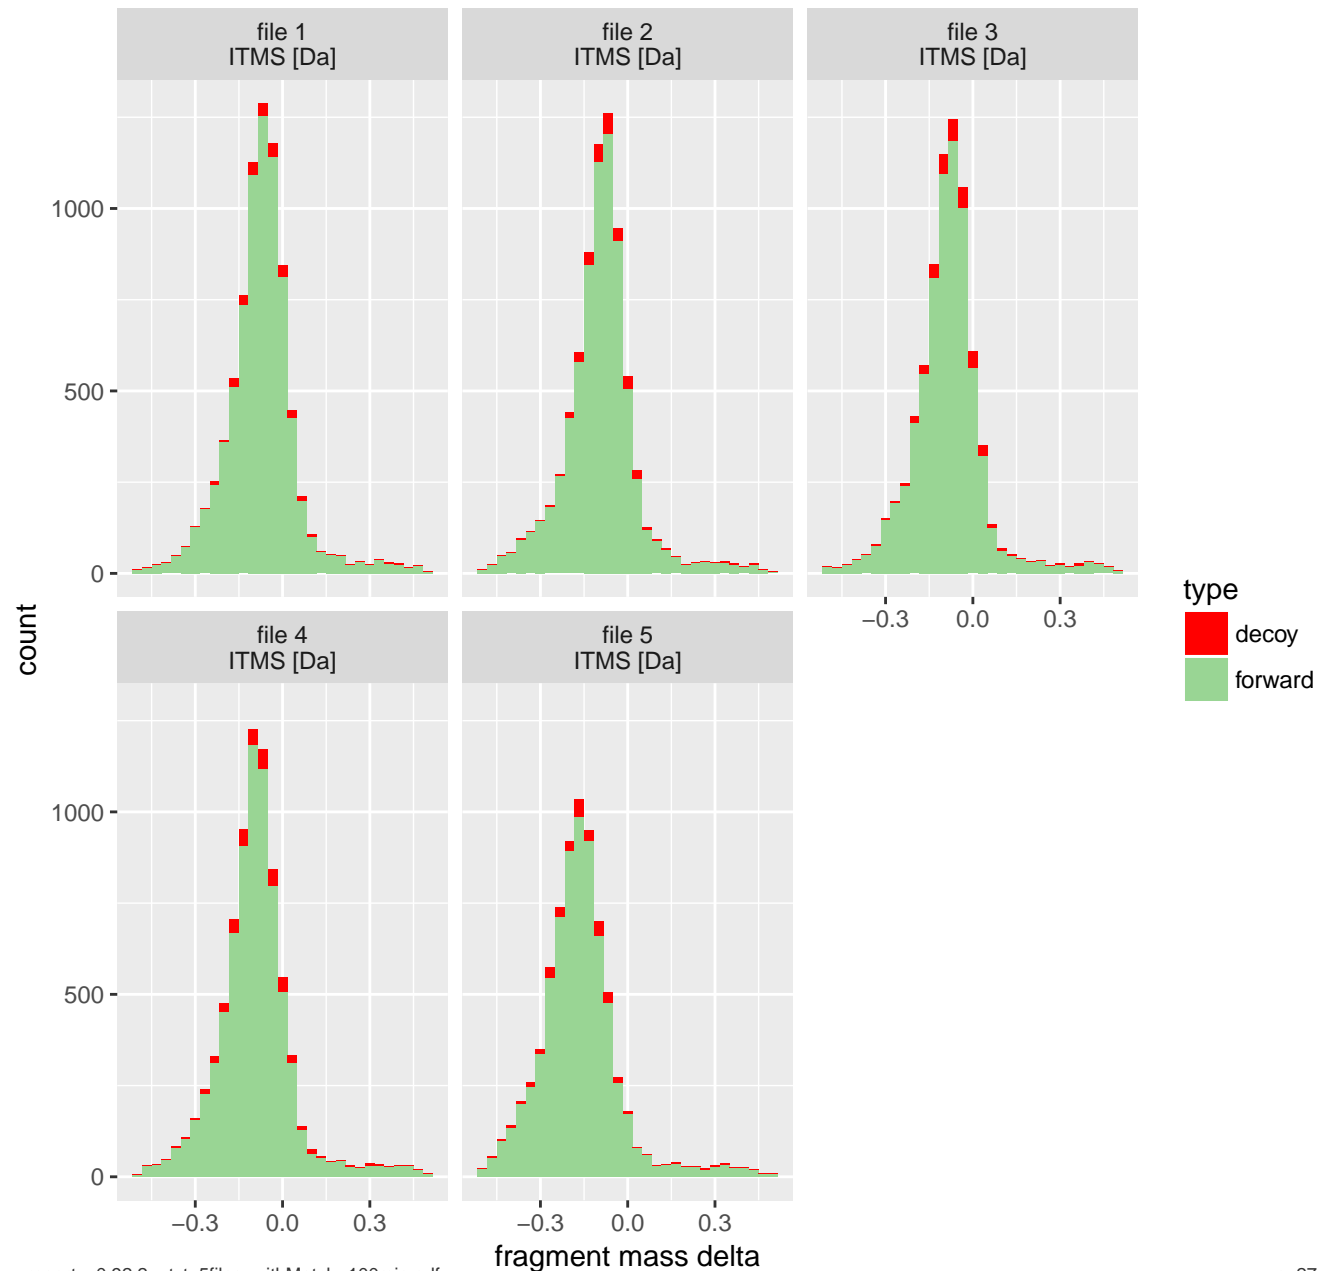 file 1
ITMS [Da]
file 2
ITMS [Da]
file 3
ITMS [Da]
1000
500
0
−0.3 0.0 0.3
file 4
ITMS [Da]
file 5
ITMS [Da]
1000
500
0
−0.3 0.0 0.3
−0.3 0.0 0.3
fragment mass delta
count
type
decoy
forward